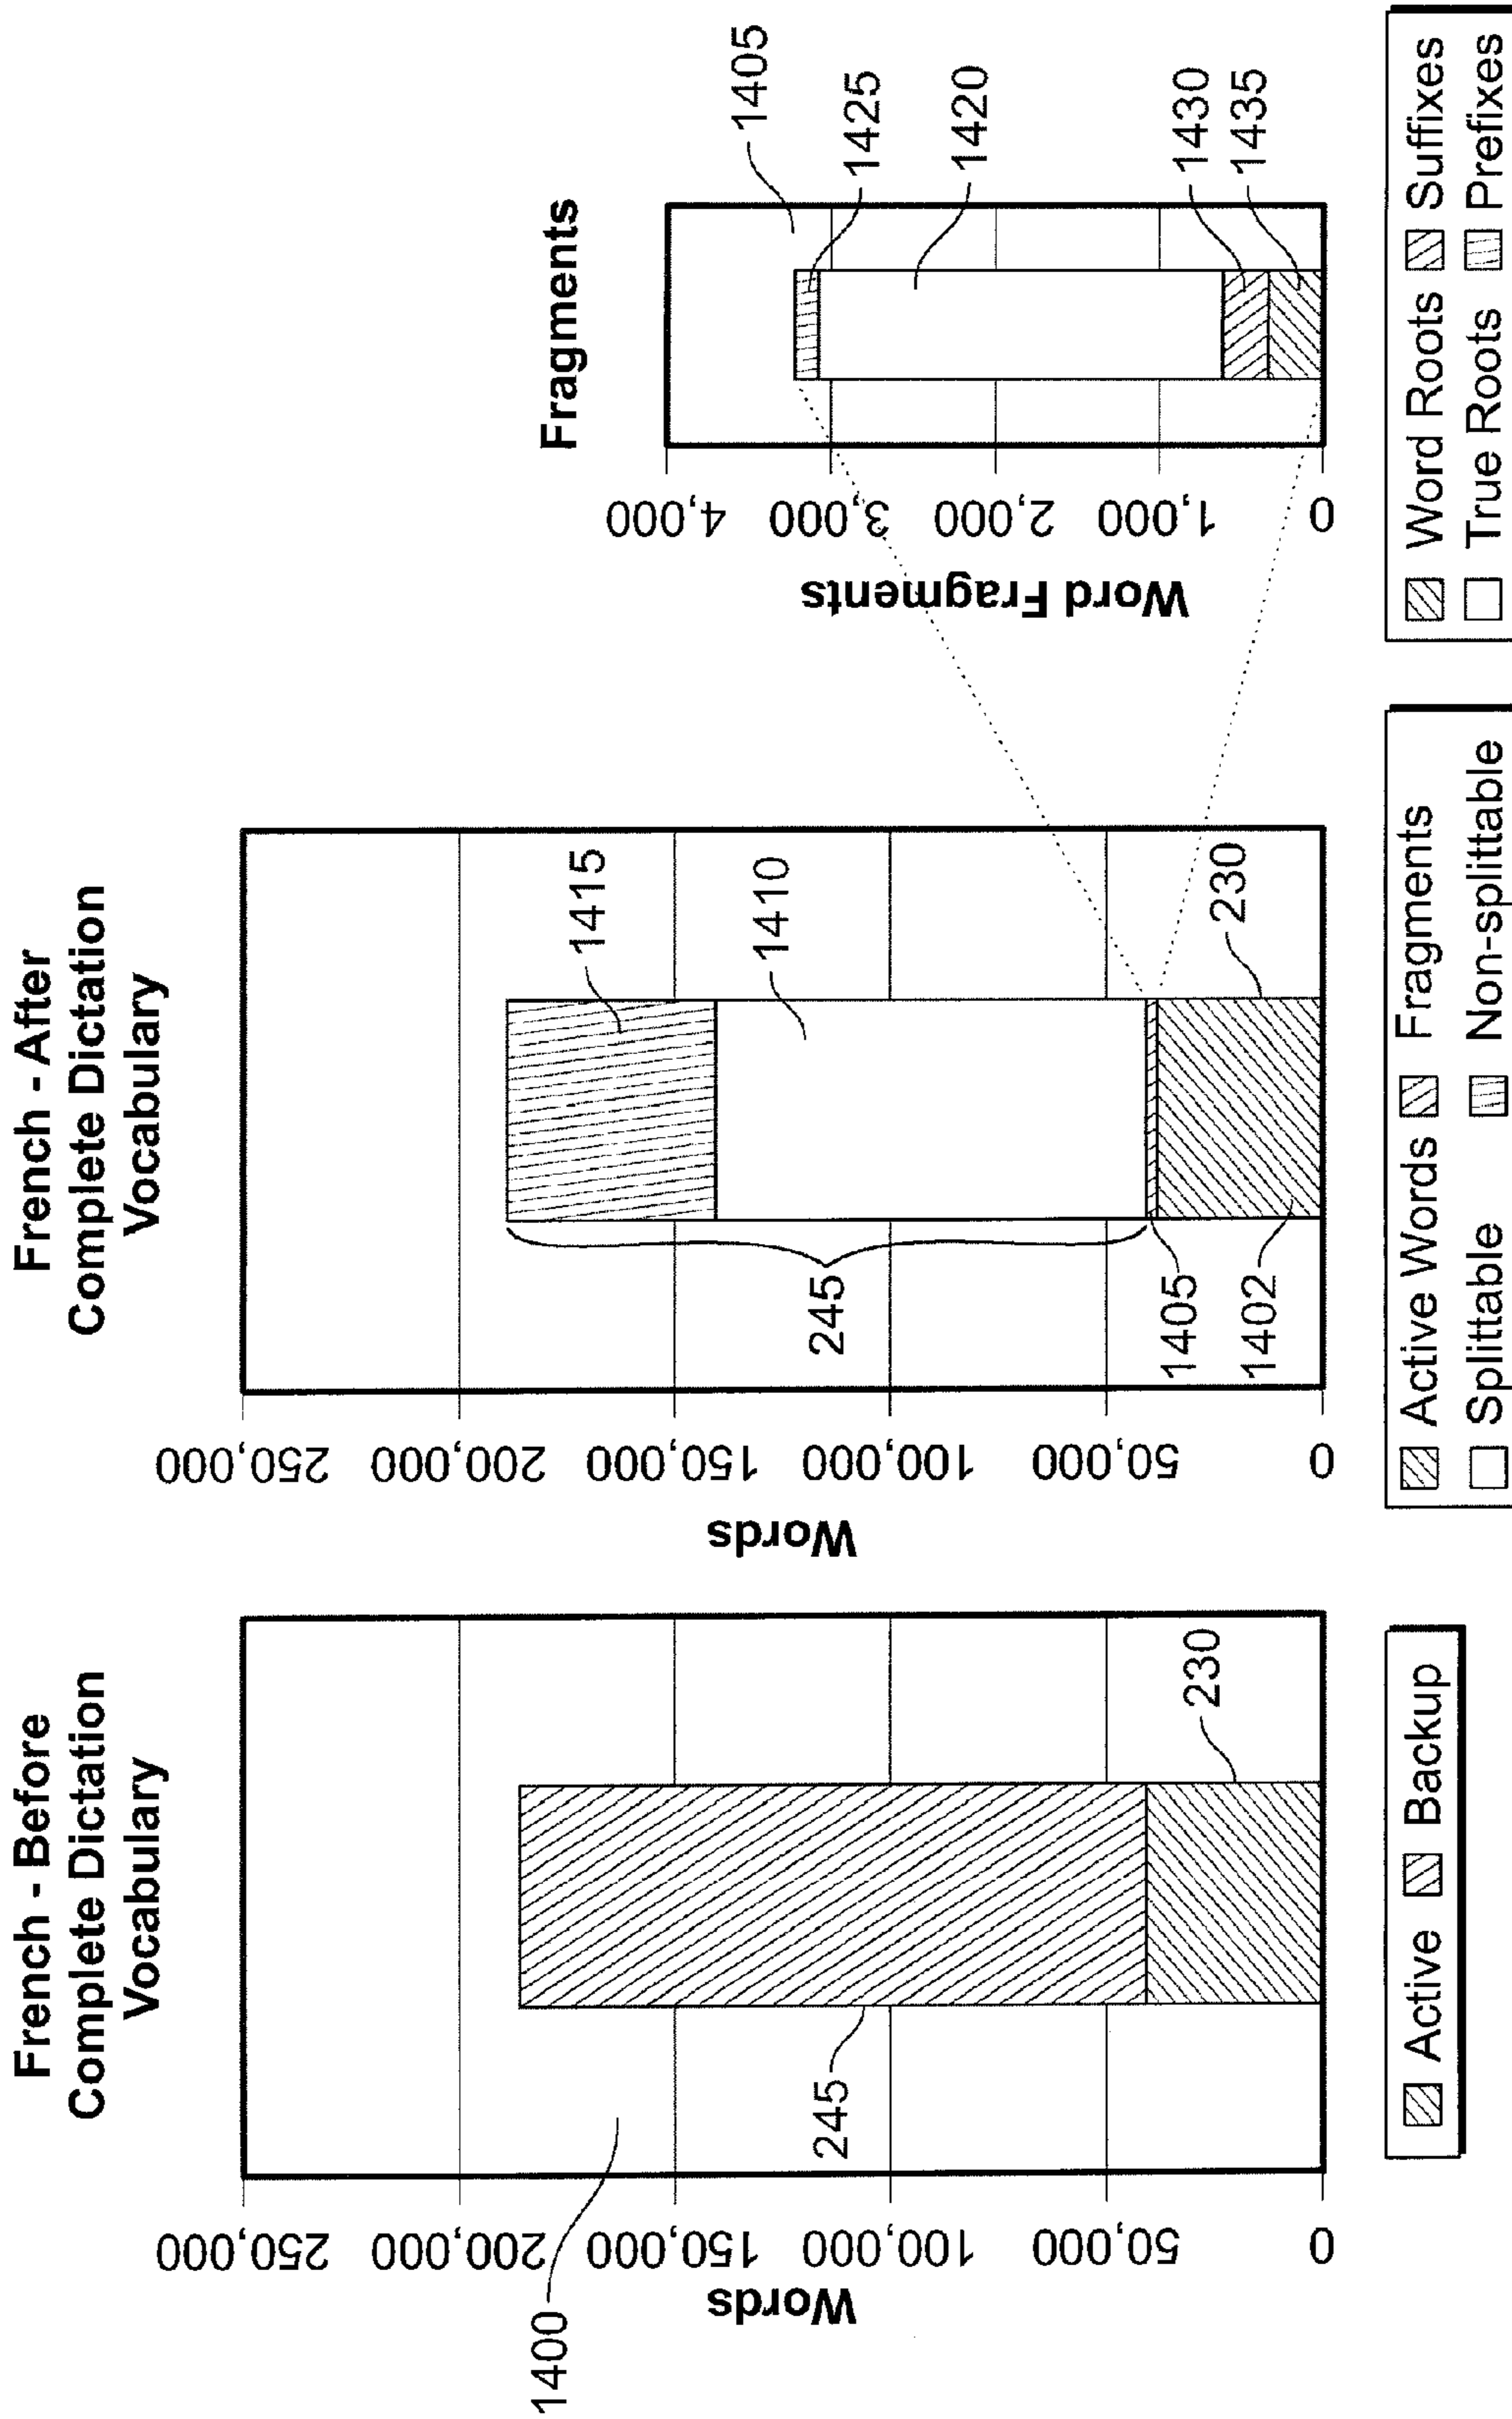 French - Before
Complete Dictation
Vocabulary
1400
Words
250,000
200,000
150,000
100,000
50,000
0
245
230
Active
Backup
French - After
Complete Dictation
Vocabulary
Words
250,000
200,000
150,000
100,000
50,000
0
245
1405
1402
1415
1410
230
Active Words
Fragments
Splittable
Non-splittable
Fragments
Word Fragments
4,000
3,000
2,000
1,000
0
1405
1425
1420
1430
1435
Word Roots
Suffixes
True Roots
Prefixes